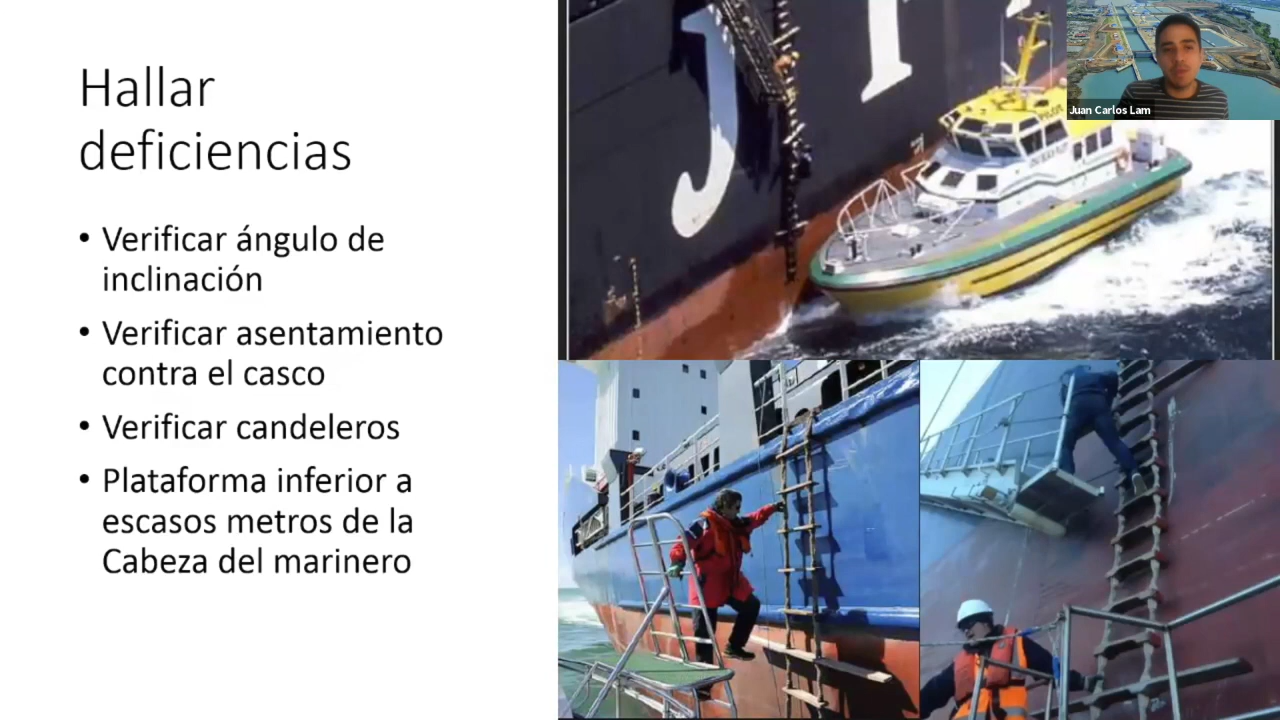 Hallar
deficiencias
• Verificar ángulo de
inclinación
• Verificar asentamiento
contra el casco
• Verificar candeleros
• Plataforma inferior a
escasos metros de la
Cabeza del marinero
J
PILOT
Juan Carlos Lam